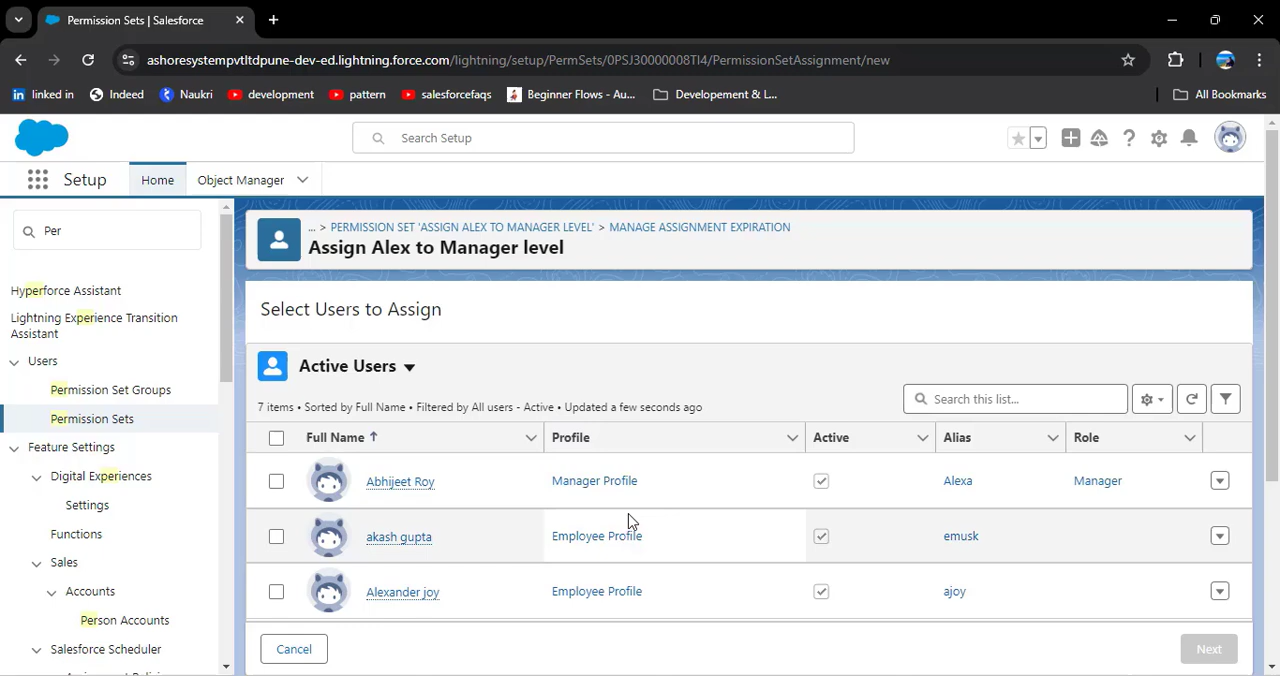 Permission Sets | Salesforce
ashoresystempvtltdpune-dev-ed.lightning.force.com/lightning/setup/PermSets/0PSJ30000008TI4/PermissionSetAssignment/new
linked in Indeed Naukri development pattern salesforcefaqs Beginner Flows - Au... Developement & L... All Bookmarks
Search Setup
Setup Home Object Manager
Per
... > PERMISSION SET 'ASSIGN ALEX TO MANAGER LEVEL' > MANAGE ASSIGNMENT EXPIRATION
Assign Alex to Manager level
Hyperforce Assistant
Lightning Experience Transition
Assistant
Users
Permission Set Groups
Permission Sets
Feature Settings
Digital Experiences
Settings
Functions
Sales
Accounts
Person Accounts
Salesforce Scheduler
Select Users to Assign
Active Users
7 items • Sorted by Full Name • Filtered by All users - Active • Updated a few seconds ago
Search this list...
Full Name Profile Active Alias Role
Abhijeet Roy Manager Profile Alexa Manager
akash gupta Employee Profile emusk
Alexander joy Employee Profile ajoy
Cancel Next